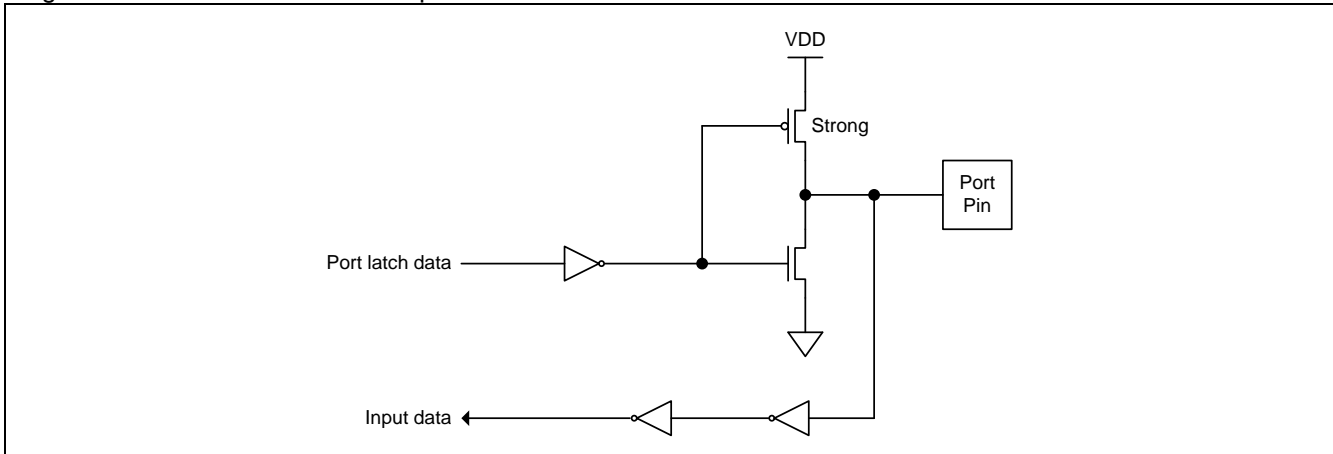 VDD
Strong
Port
Pin
Port latch data
Input data